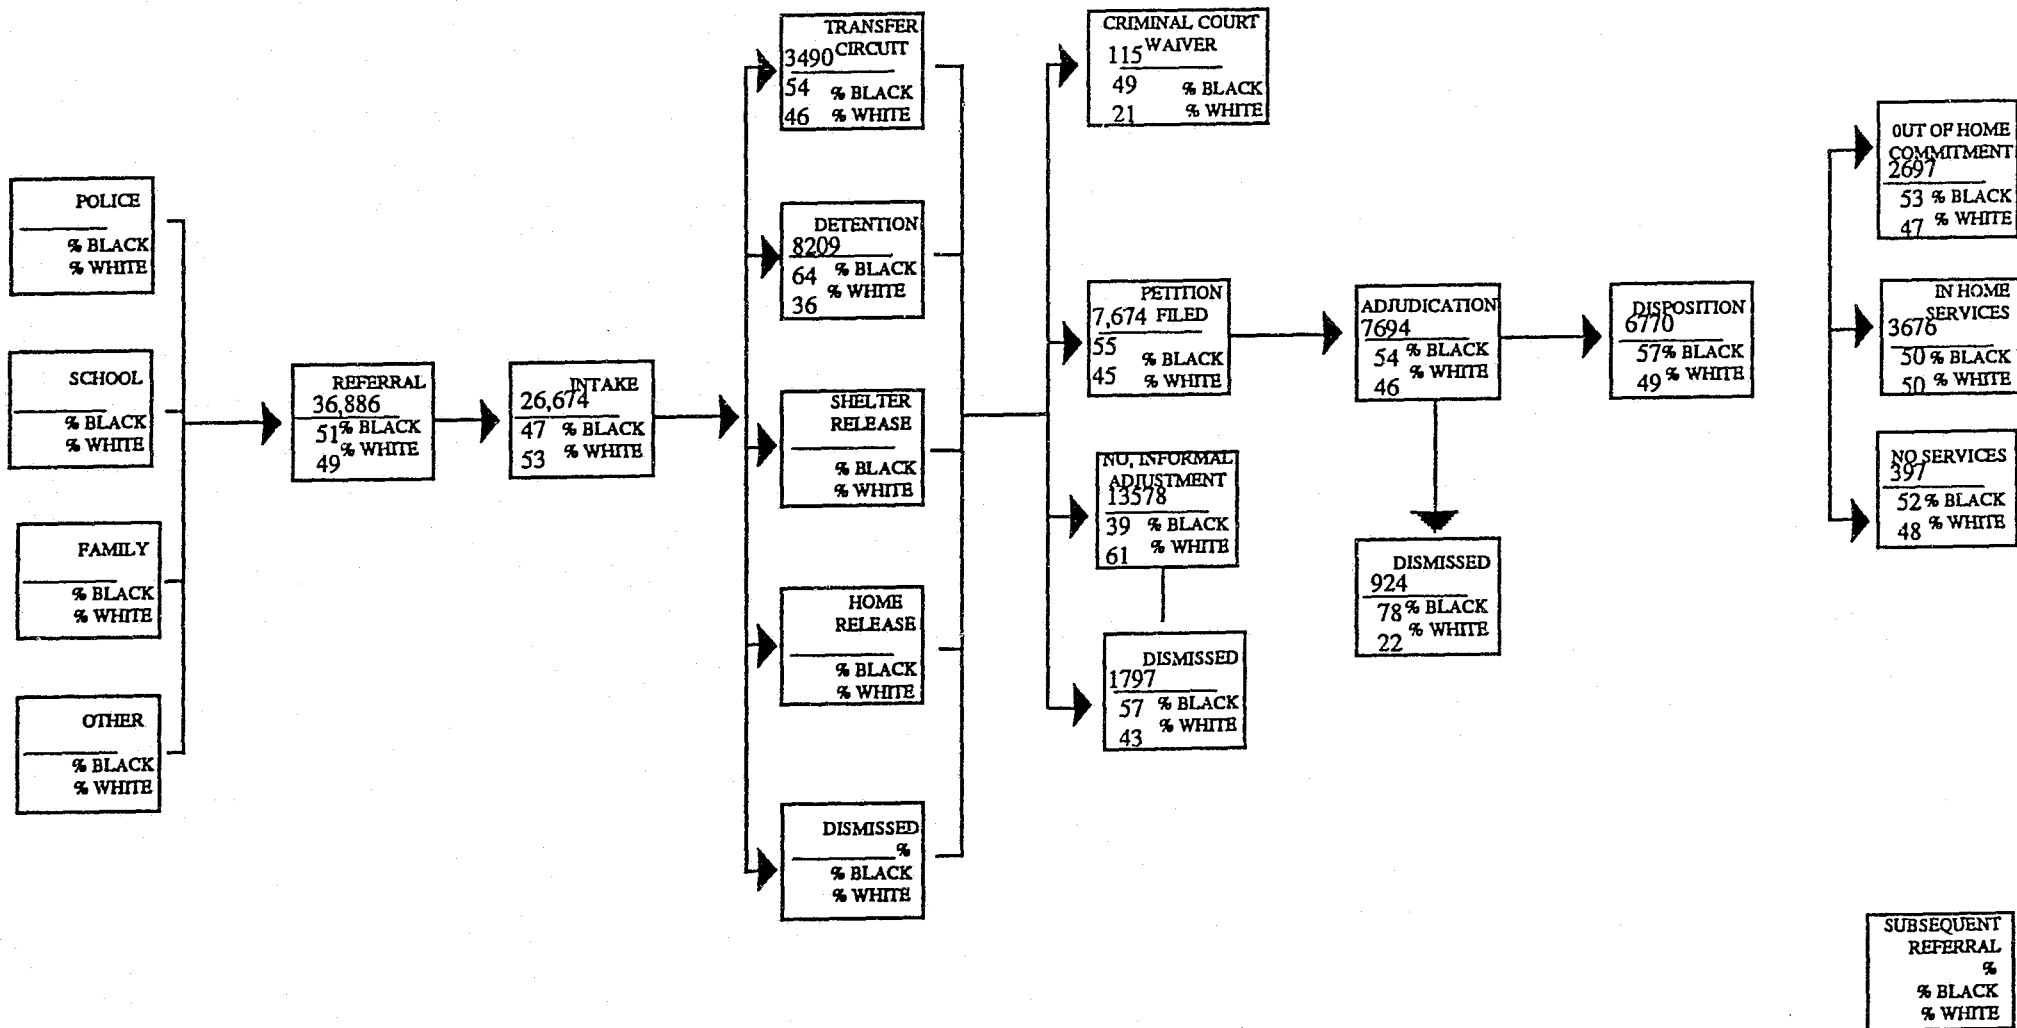 POLICE
% BLACK
% WHITE
SCHOOL
% BLACK
% WHITE
FAMILY
% BLACK
% WHITE
OTHER
% BLACK
% WHITE
REFERRAL
36,886
51 % BLACK
49 % WHITE
INTAKE
26,674
47 % BLACK
53 % WHITE
TRANSFER
3490 CIRCUIT
54 % BLACK
46 % WHITE
DETENTION
8209
64 % BLACK
36 % WHITE
SHELTER
RELEASE
% BLACK
% WHITE
HOME
RELEASE
% BLACK
% WHITE
DISMISSED
%
% BLACK
% WHITE
CRIMINAL COURT
115 WAIVER
49 % BLACK
21 % WHITE
PETITION
7,674 FILED
55 % BLACK
45 % WHITE
NO, INFORMAL
ADJUSTMENT
13578
39 % BLACK
61 % WHITE
DISMISSED
1797
57 % BLACK
43 % WHITE
ADJUDICATION
7694
54 % BLACK
46 % WHITE
DISMISSED
924
78 % BLACK
22 % WHITE
DISPOSITION
6770
57 % BLACK
49 % WHITE
OUT OF HOME
COMMITMENT
2697
53 % BLACK
47 % WHITE
IN HOME
SERVICES
3676
50 % BLACK
50 % WHITE
NO SERVICES
397
52 % BLACK
48 % WHITE
SUBSEQUENT
REFERRAL
%
% BLACK
% WHITE